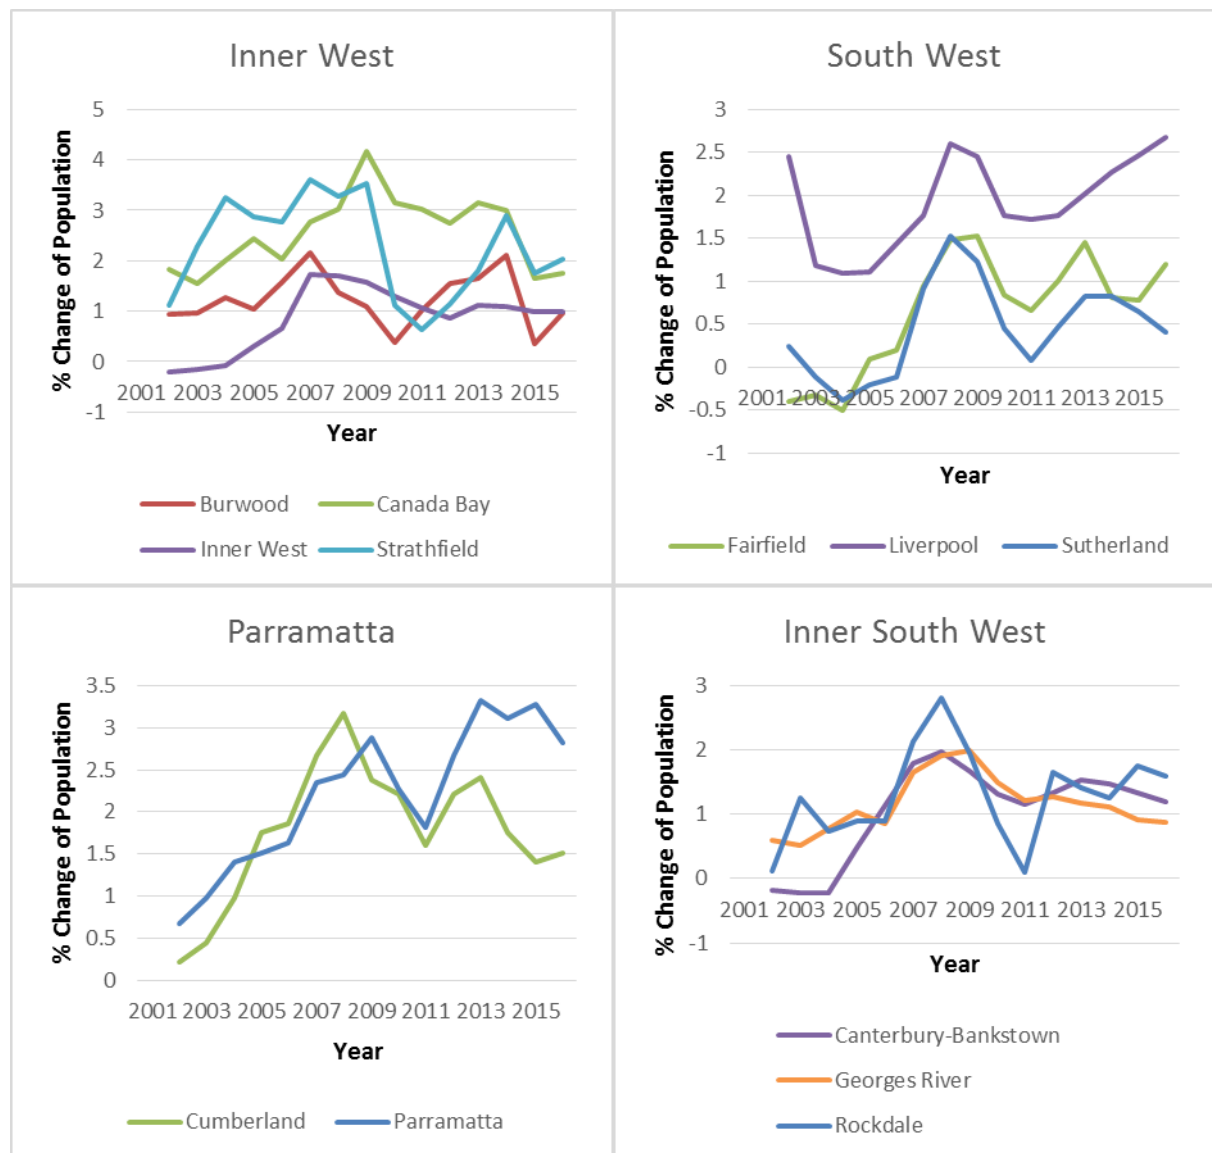 Inner West
% Change of Population
5
4
3
2
1
0
-1
2001 2003 2005 2007 2009 2011 2013 2015
Year
Burwood Canada Bay
Inner West Strathfield
South West
% Change of Population
3
2.5
2
1.5
1
0.5
0
-0.5
-1
2001 2003 2005 2007 2009 2011 2013 2015
Year
Fairfield Liverpool Sutherland
Parramatta
% Change of Population
3.5
3
2.5
2
1.5
1
0.5
0
2001 2003 2005 2007 2009 2011 2013 2015
Year
Cumberland Parramatta
Inner South West
% Change of Population
3
2
1
0
-1
2001 2003 2005 2007 2009 2011 2013 2015
Year
Canterbury-Bankstown
Georges River
Rockdale